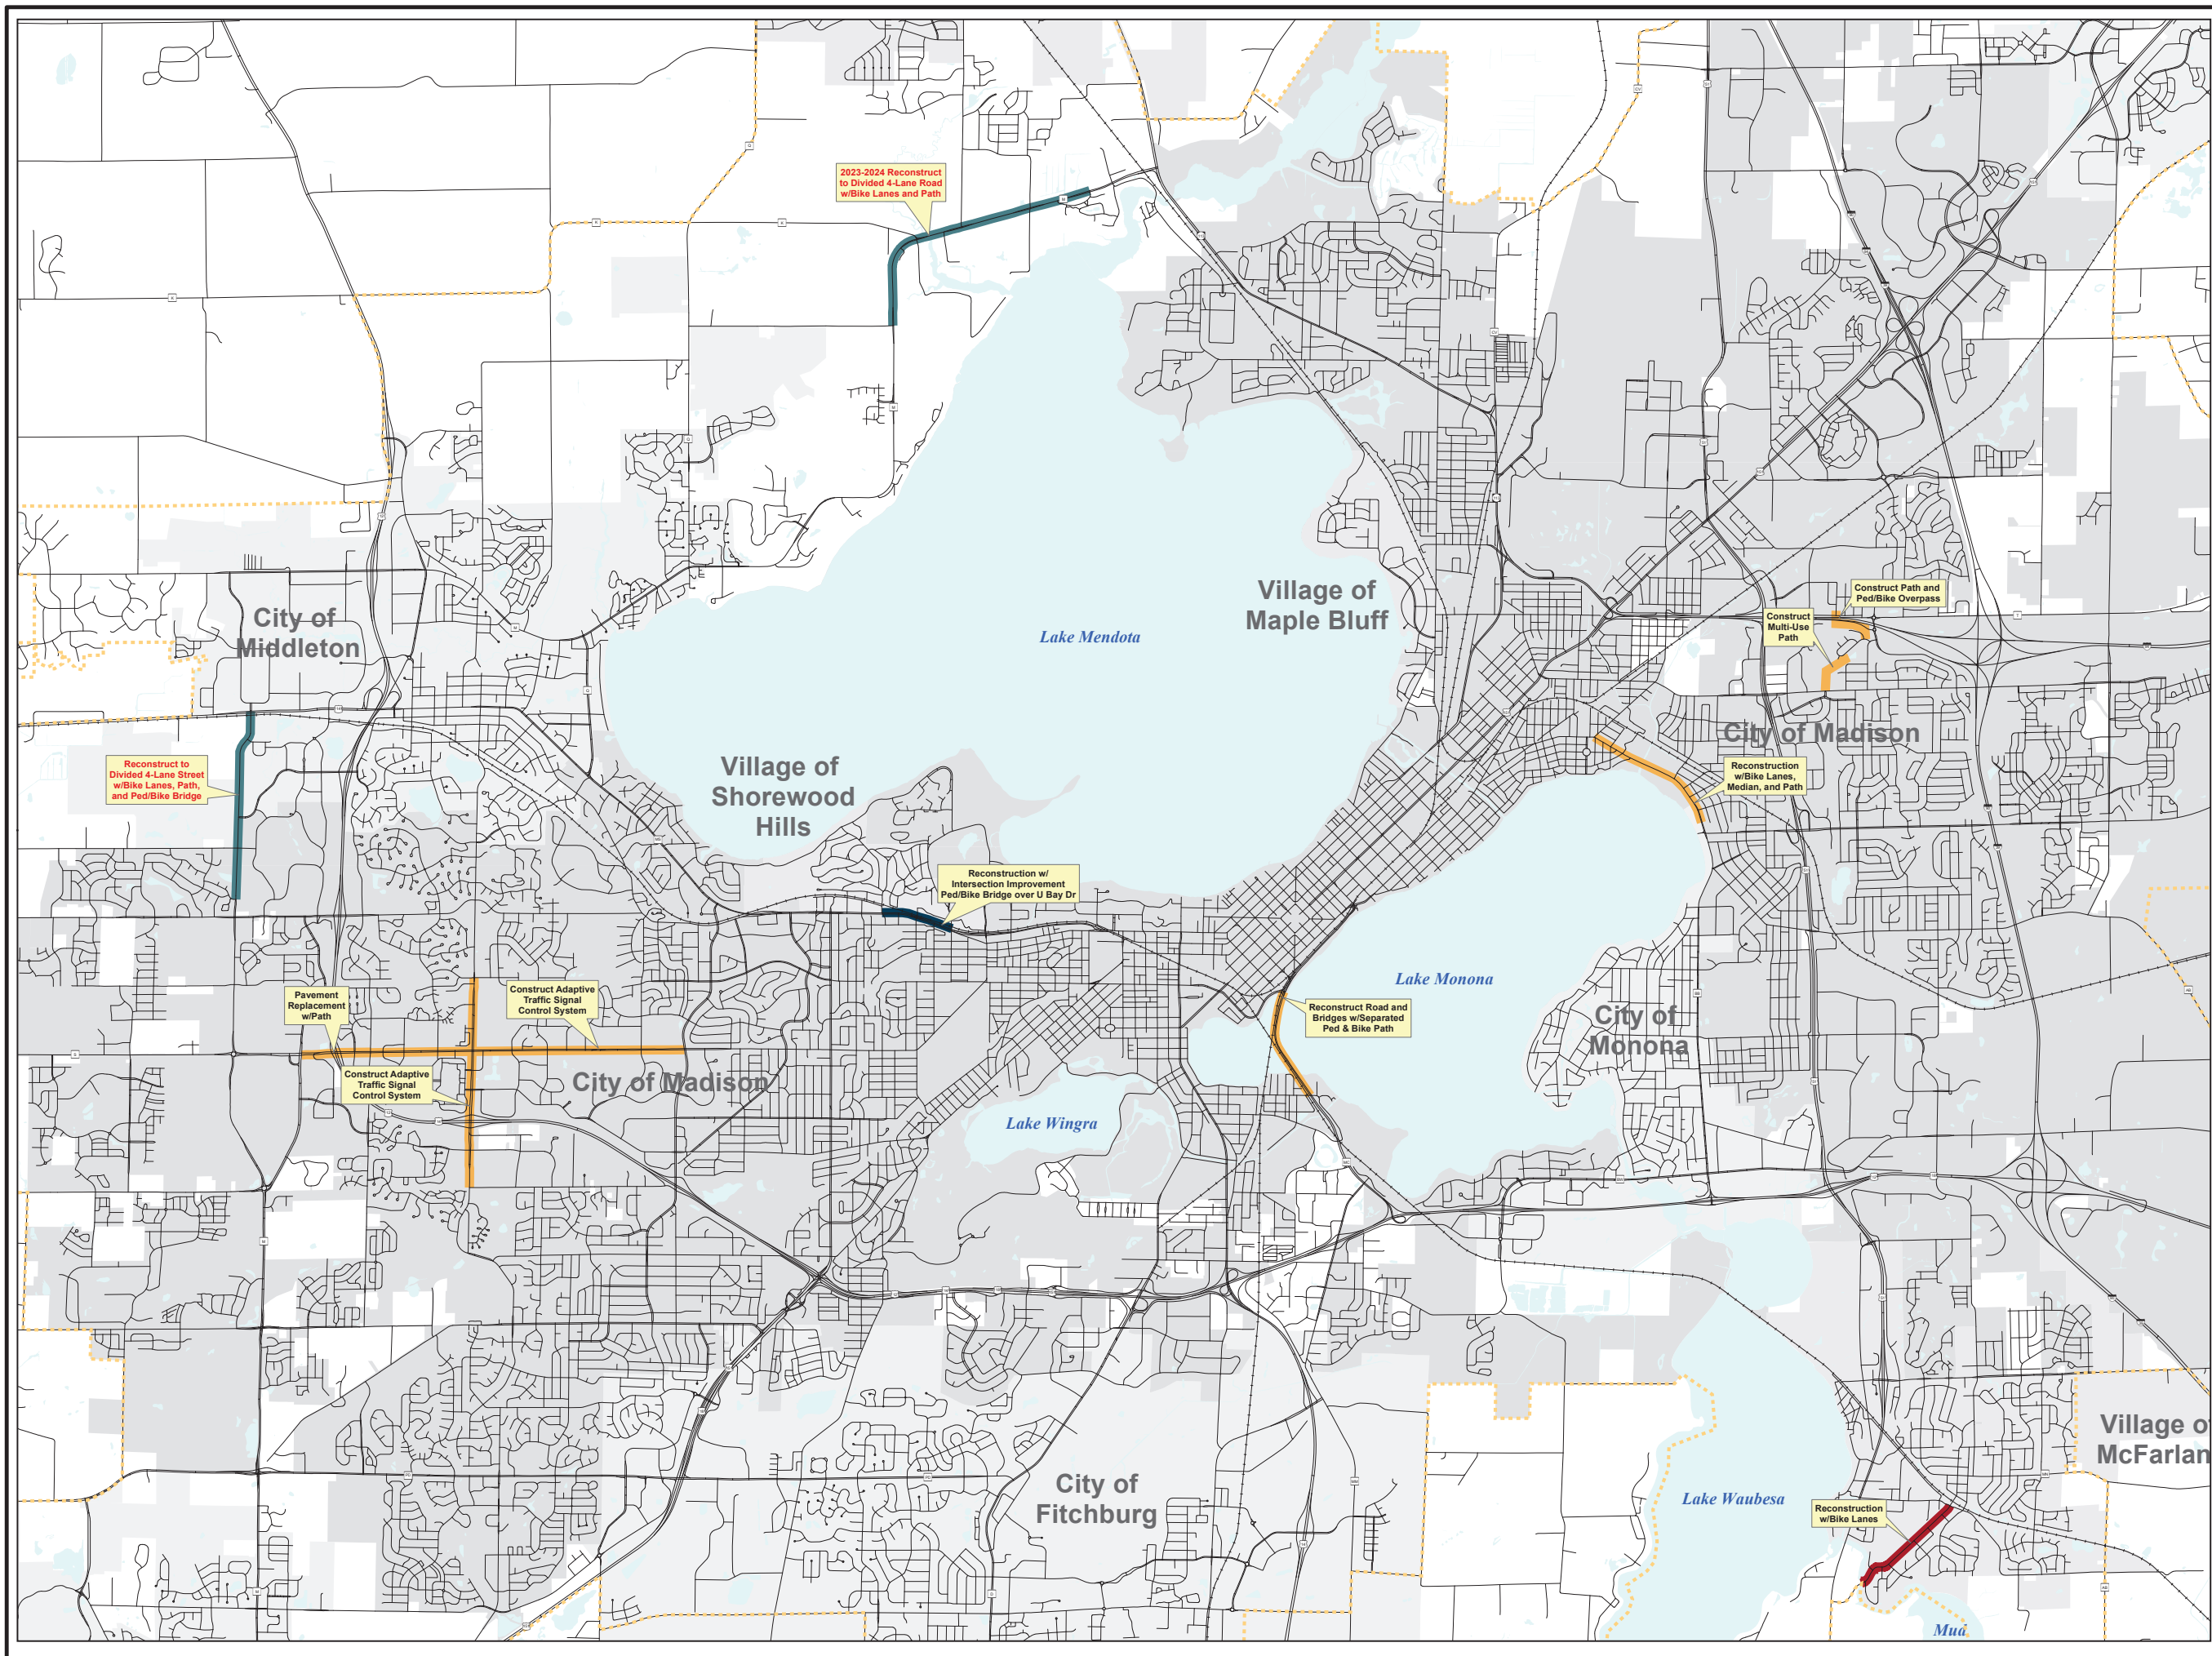 2023-2024 Reconstruct
to Divided 4-Lane Road
w/Bike Lanes and Path
Village of
Maple Bluff
Construct Path and
Ped/Bike Overpass
Construct
Multi-Use
Path
City of
Middleton
Lake Mendota
City of Madison
Reconstruct to
Divided 4-Lane Street
w/Bike Lanes, Path,
and Ped/Bike Bridge
Village of
Shorewood
Hills
Reconstruction
w/Bike Lanes,
Median, and Path
Reconstruction w/
Intersection Improvement
Ped/Bike Bridge over U Bay Dr
Pavement
Replacement
w/Path
Construct Adaptive
Traffic Signal
Control System
Lake Monona
Reconstruct Road and
Bridges w/Separated
Ped & Bike Path
City of
Monona
Construct Adaptive
Traffic Signal
Control System
City of Madison
Lake Wingra
City of
Fitchburg
Lake Waubesa
Village o
McFarlan
Reconstruction
w/Bike Lanes
Mud